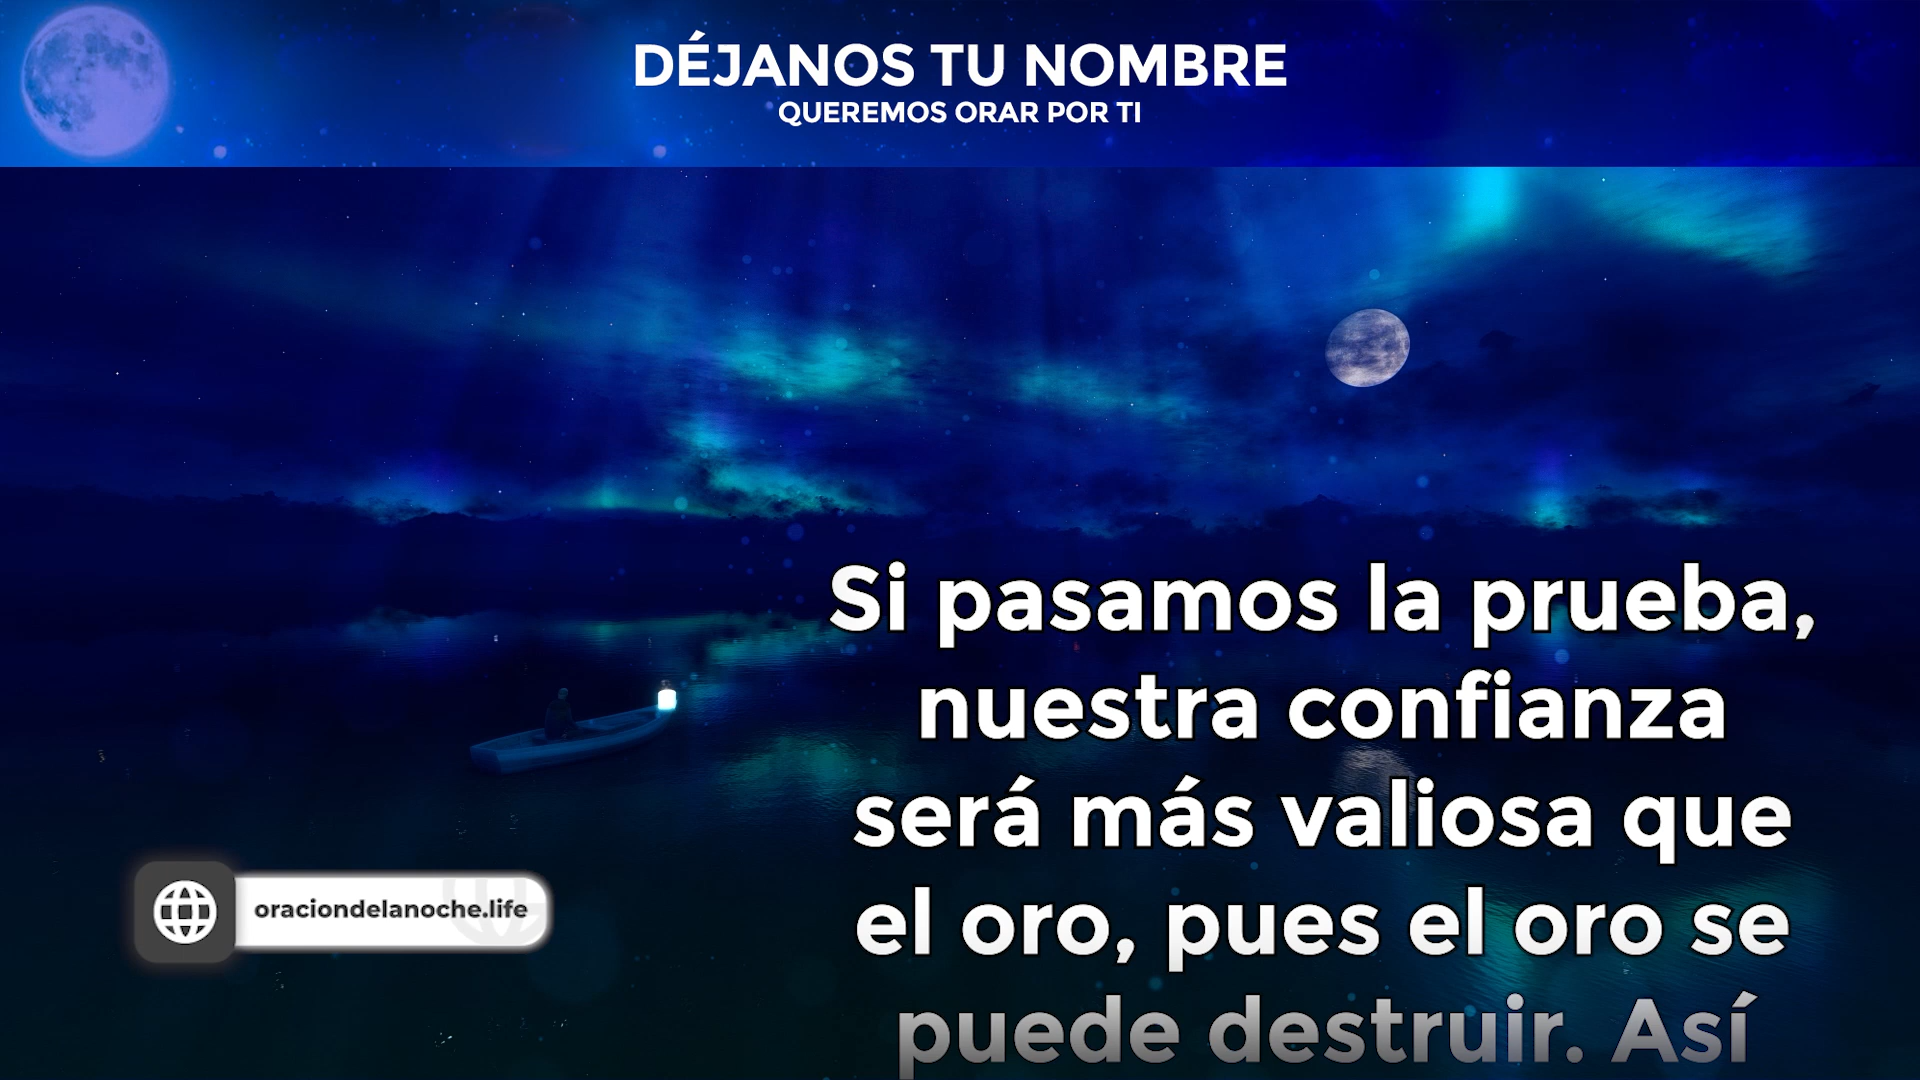 DÉJANOS TU NOMBRE
QUEREMOS ORAR POR TI
Si pasamos la prueba,
nuestra confianza
será más valiosa que
el oro, pues el oro se
puede destruir. Así
oraciondelanoche.life